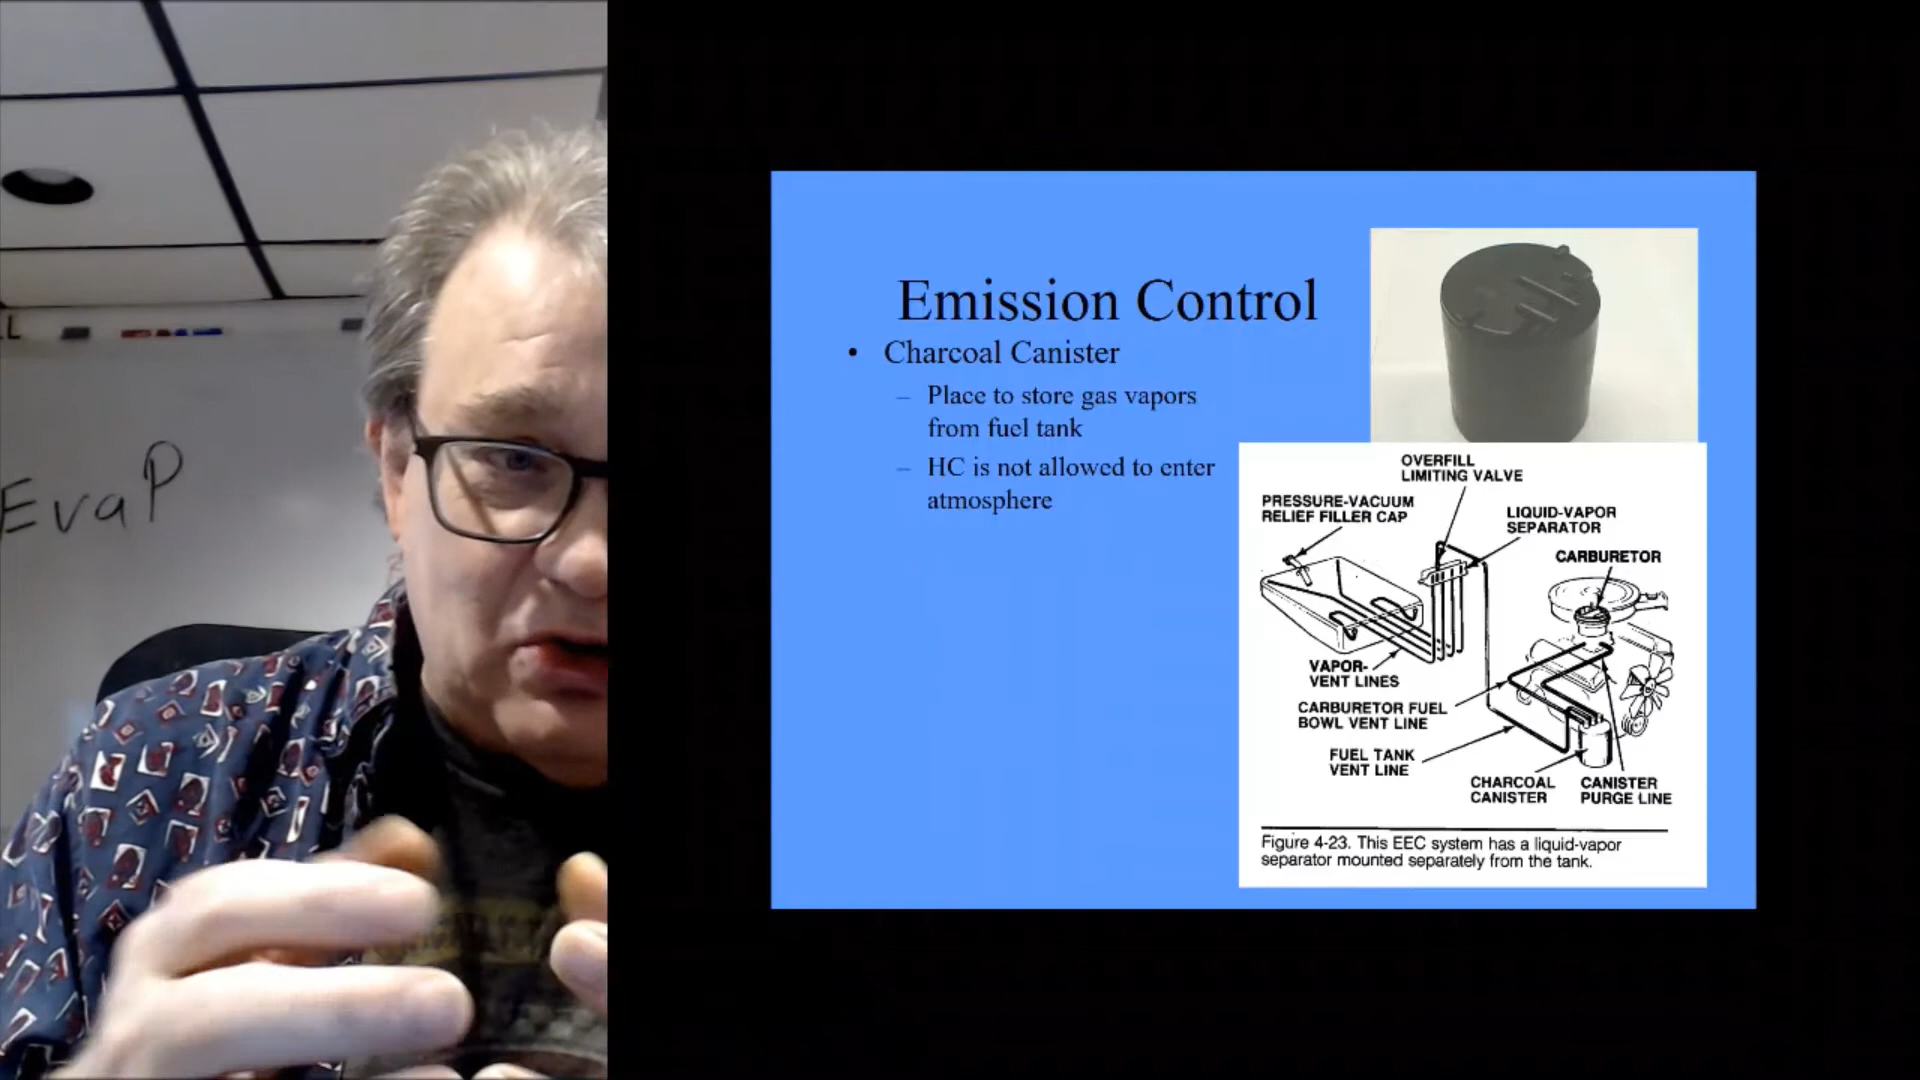 L
EvaP
Emission Control
• Charcoal Canister
– Place to store gas vapors
from fuel tank
– HC is not allowed to enter
atmosphere
OVERFILL
LIMITING VALVE
PRESSURE-VACUUM
RELIEF FILLER CAP
LIQUID-VAPOR
SEPARATOR
CARBURETOR
VAPOR-
VENT LINES
CARBURETOR FUEL
BOWL VENT LINE
FUEL TANK
VENT LINE
CHARCOAL
CANISTER
CANISTER
PURGE LINE
Figure 4-23. This EEC system has a liquid-vapor
separator mounted separately from the tank.